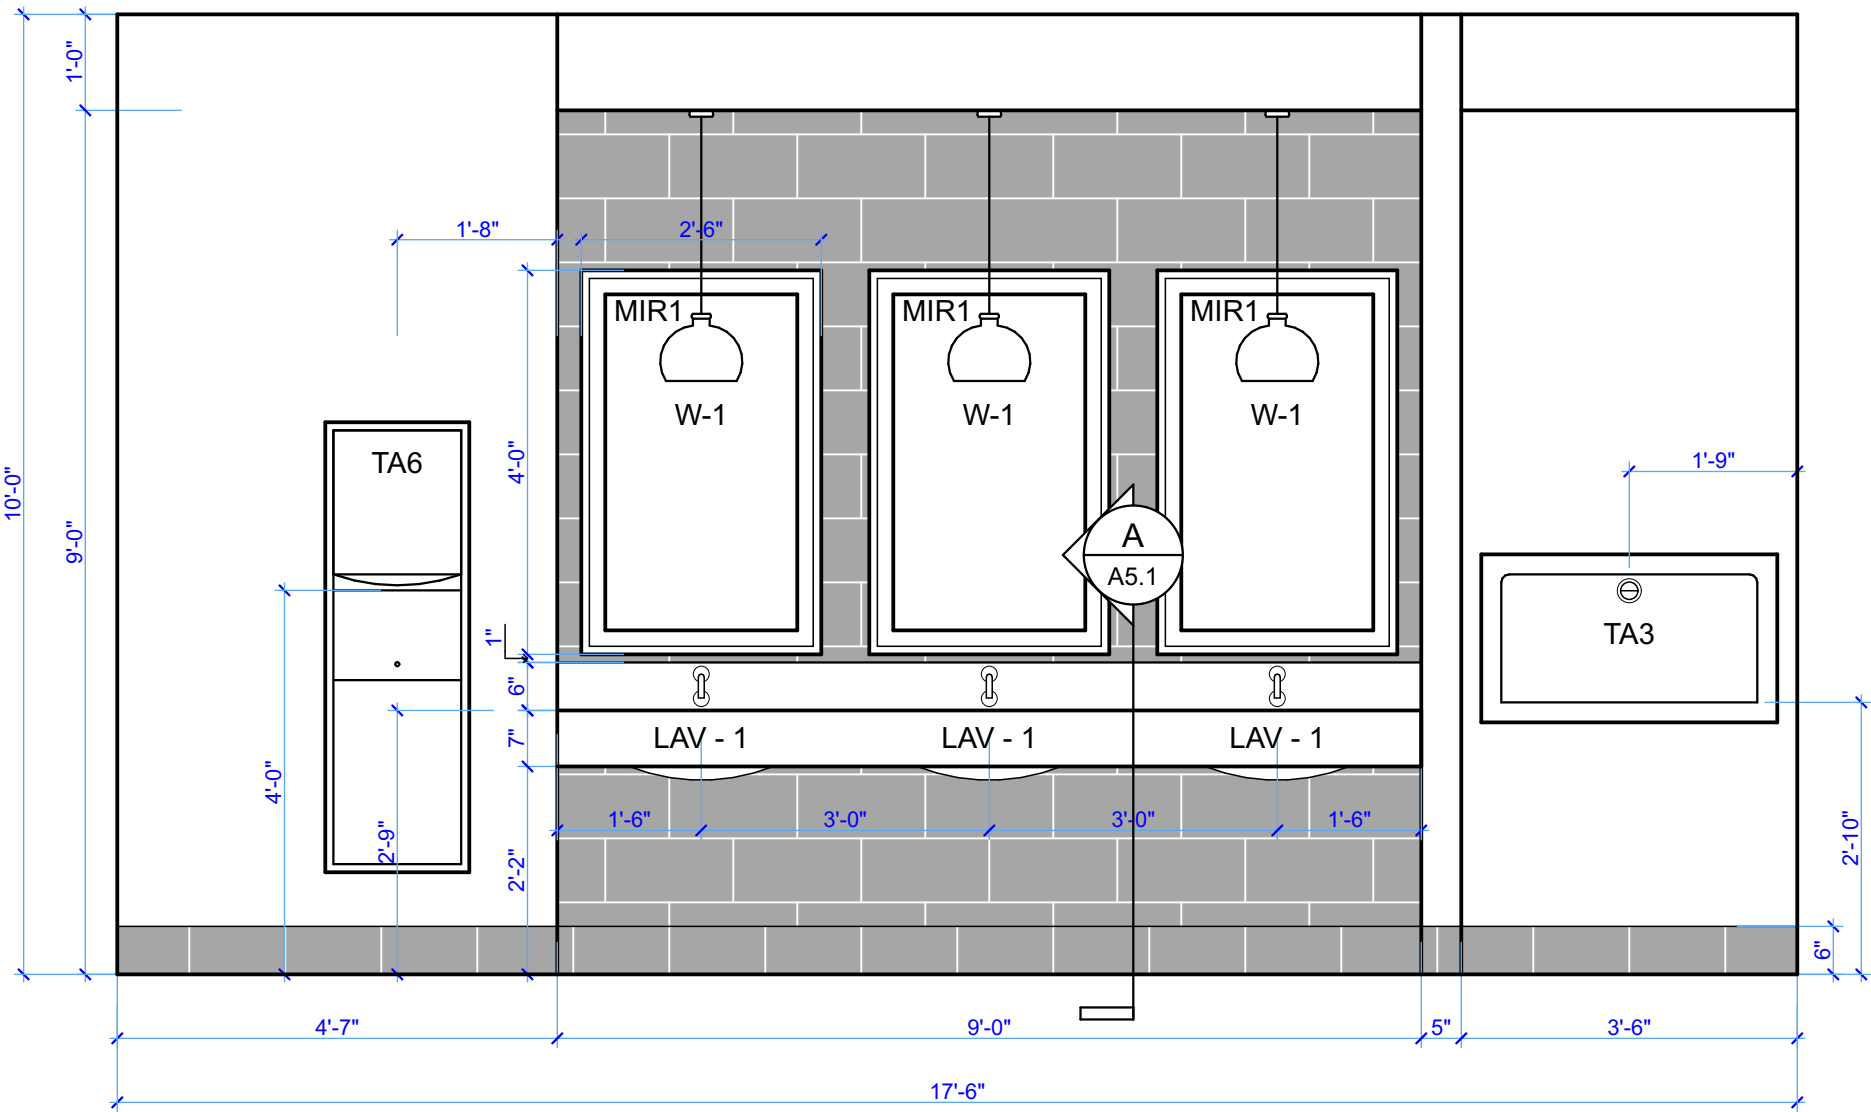 1'-0"
1'-8"
2'-6"
MIR1
MIR1
MIR1
W-1
W-1
W-1
TA6
4'-0"
1'-9"
10'-0"
9'-0"
A
A5.1
TA3
1"
6"
7"
LAV - 1
LAV - 1
LAV - 1
4'-0"
2'-9"
2'-2"
1'-6"
3'-0"
3'-0"
1'-6"
2'-10"
6"
4'-7"
9'-0"
5"
3'-6"
17'-6"